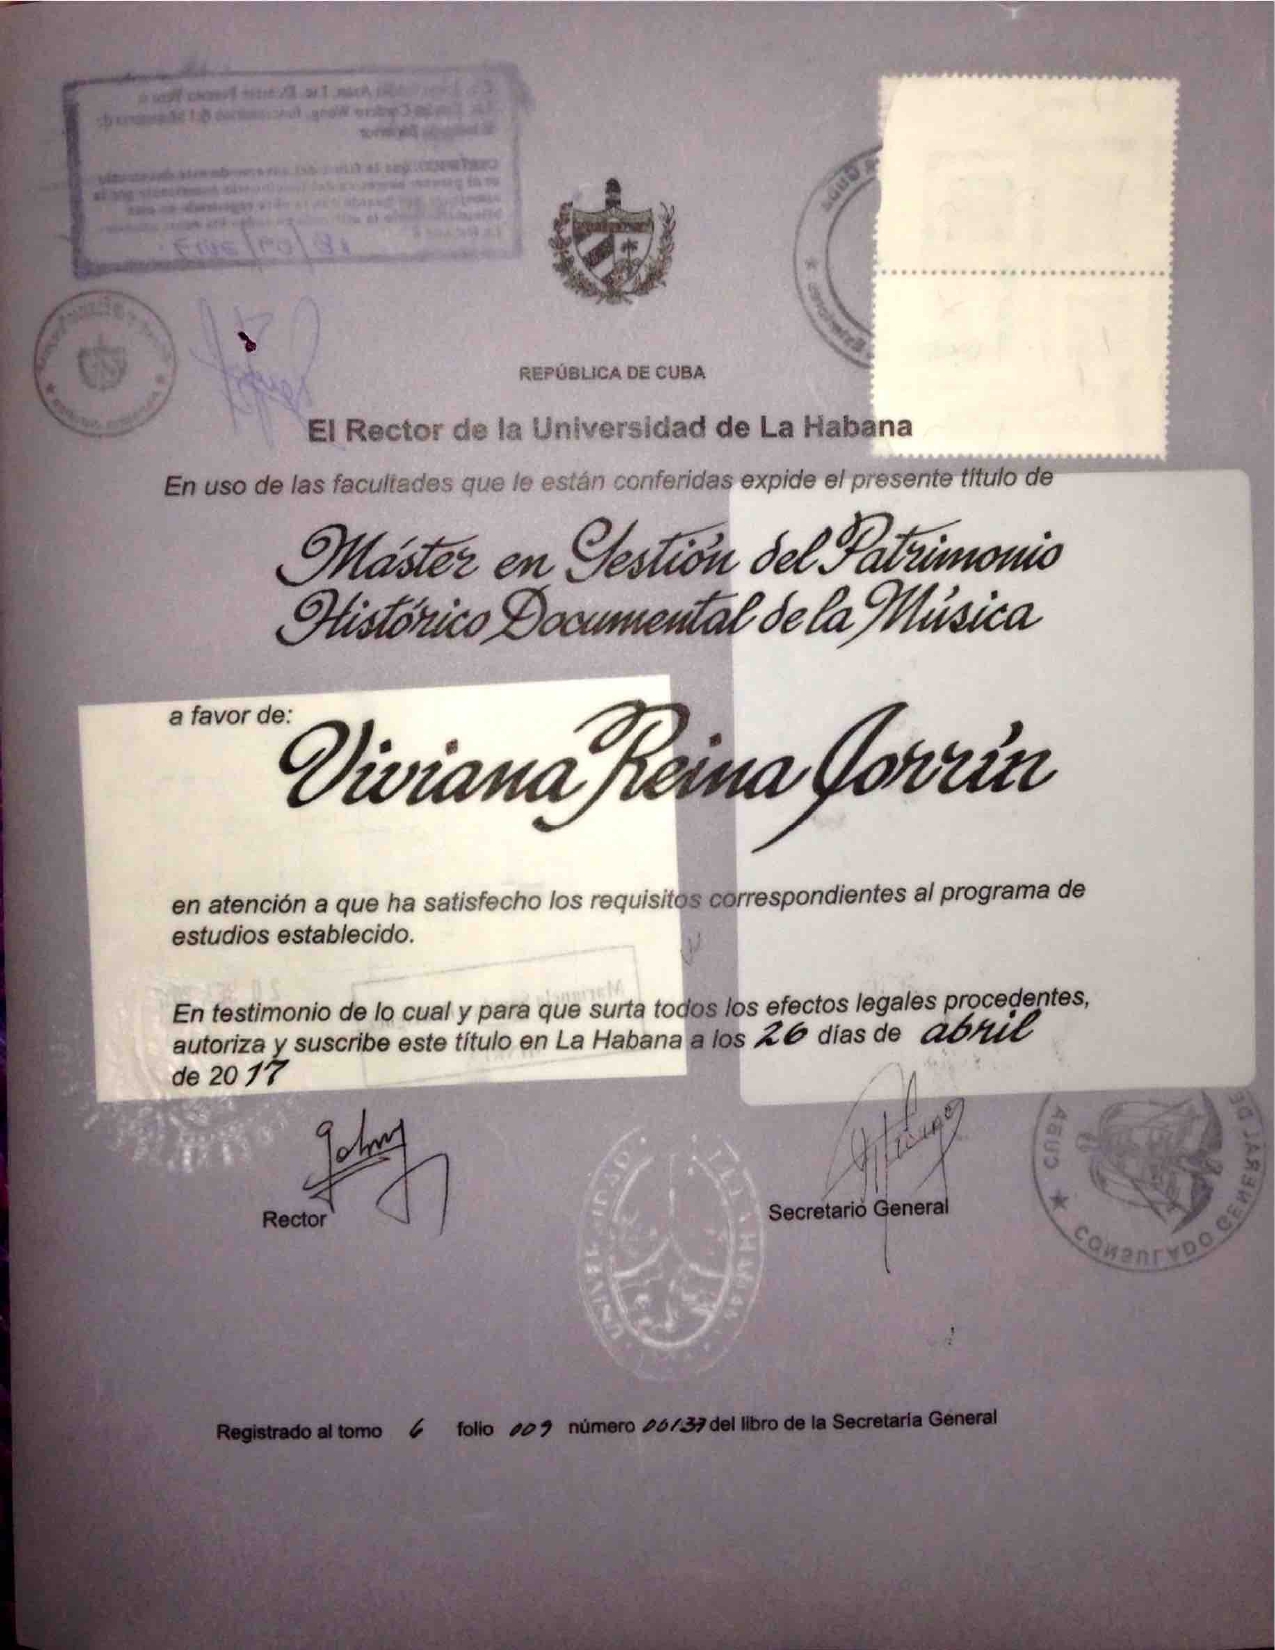 REPÚBLICA DE CUBA
El Rector de la Universidad de La Habana
En uso de las facultades que le están conferidas expide el presente título de
Máster en Gestión del Patrimonio
Histórico Documental de la Música
a favor de:
Viviana Reina Jorrín
en atención a que ha satisfecho los requisitos correspondientes al programa de
estudios establecido.
En testimonio de lo cual y para que surta todos los efectos legales procedentes,
autoriza y suscribe este título en La Habana a los 26 días de abril
de 2017
Rector
Secretario General
CONSULADO GENERAL DE
CUBA
Registrado al tomo 6 folio 009 número 00137 del libro de la Secretaría General